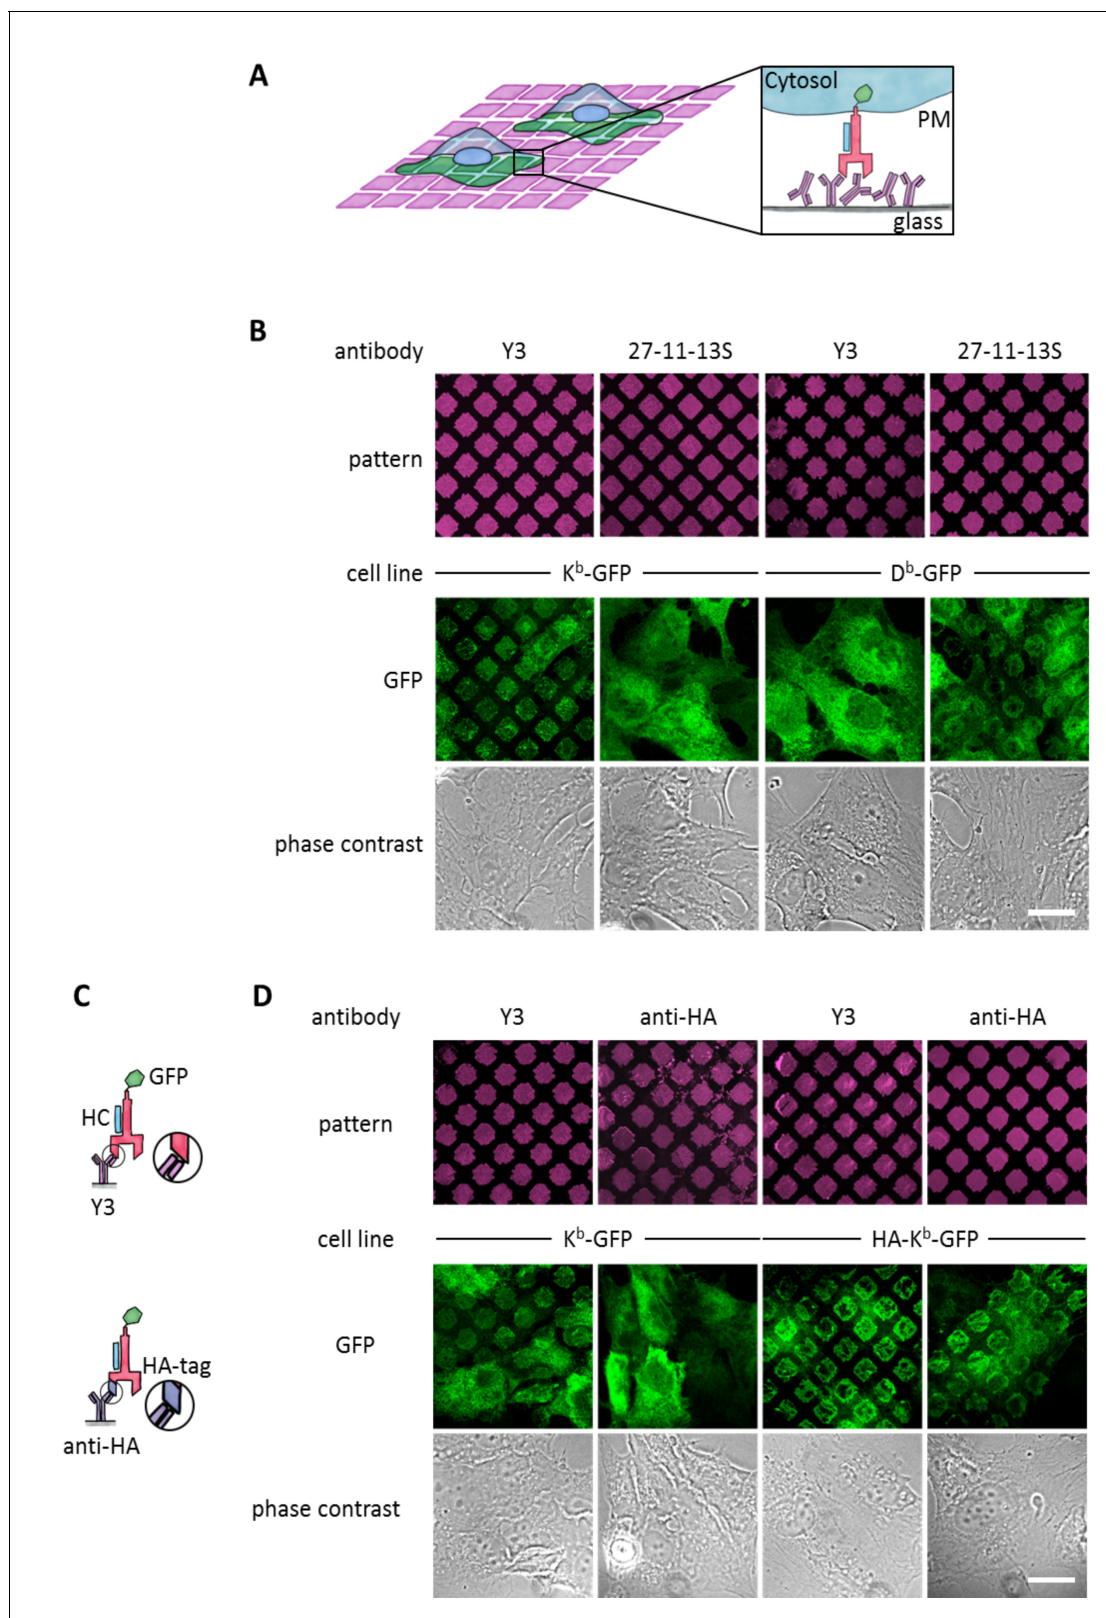 A
Cytosol
PM
glass
B
antibody Y3 27-11-13S Y3 27-11-13S
pattern
cell line K^b-GFP D^b-GFP
GFP
phase contrast
C
D
antibody Y3 anti-HA Y3 anti-HA
GFP
HC
Y3
pattern
cell line K^b-GFP HA-K^b-GFP
HA-tag
anti-HA
GFP
phase contrast